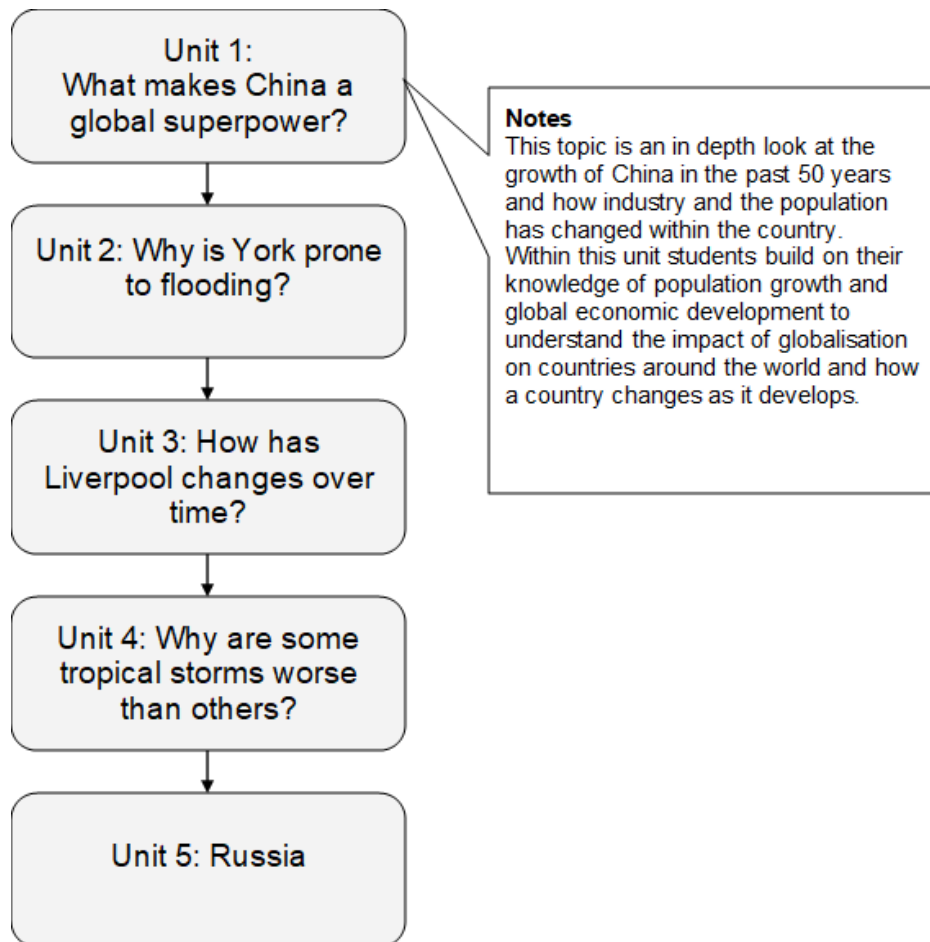 Unit 1:
What makes China a
global superpower?
Notes
This topic is an in depth look at the
growth of China in the past 50 years
and how industry and the population
has changed within the country.
Within this unit students build on their
knowledge of population growth and
global economic development to
understand the impact of globalisation
on countries around the world and how
a country changes as it develops.
Unit 2: Why is York prone
to flooding?
Unit 3: How has
Liverpool changes over
time?
Unit 4: Why are some
tropical storms worse
than others?
Unit 5: Russia